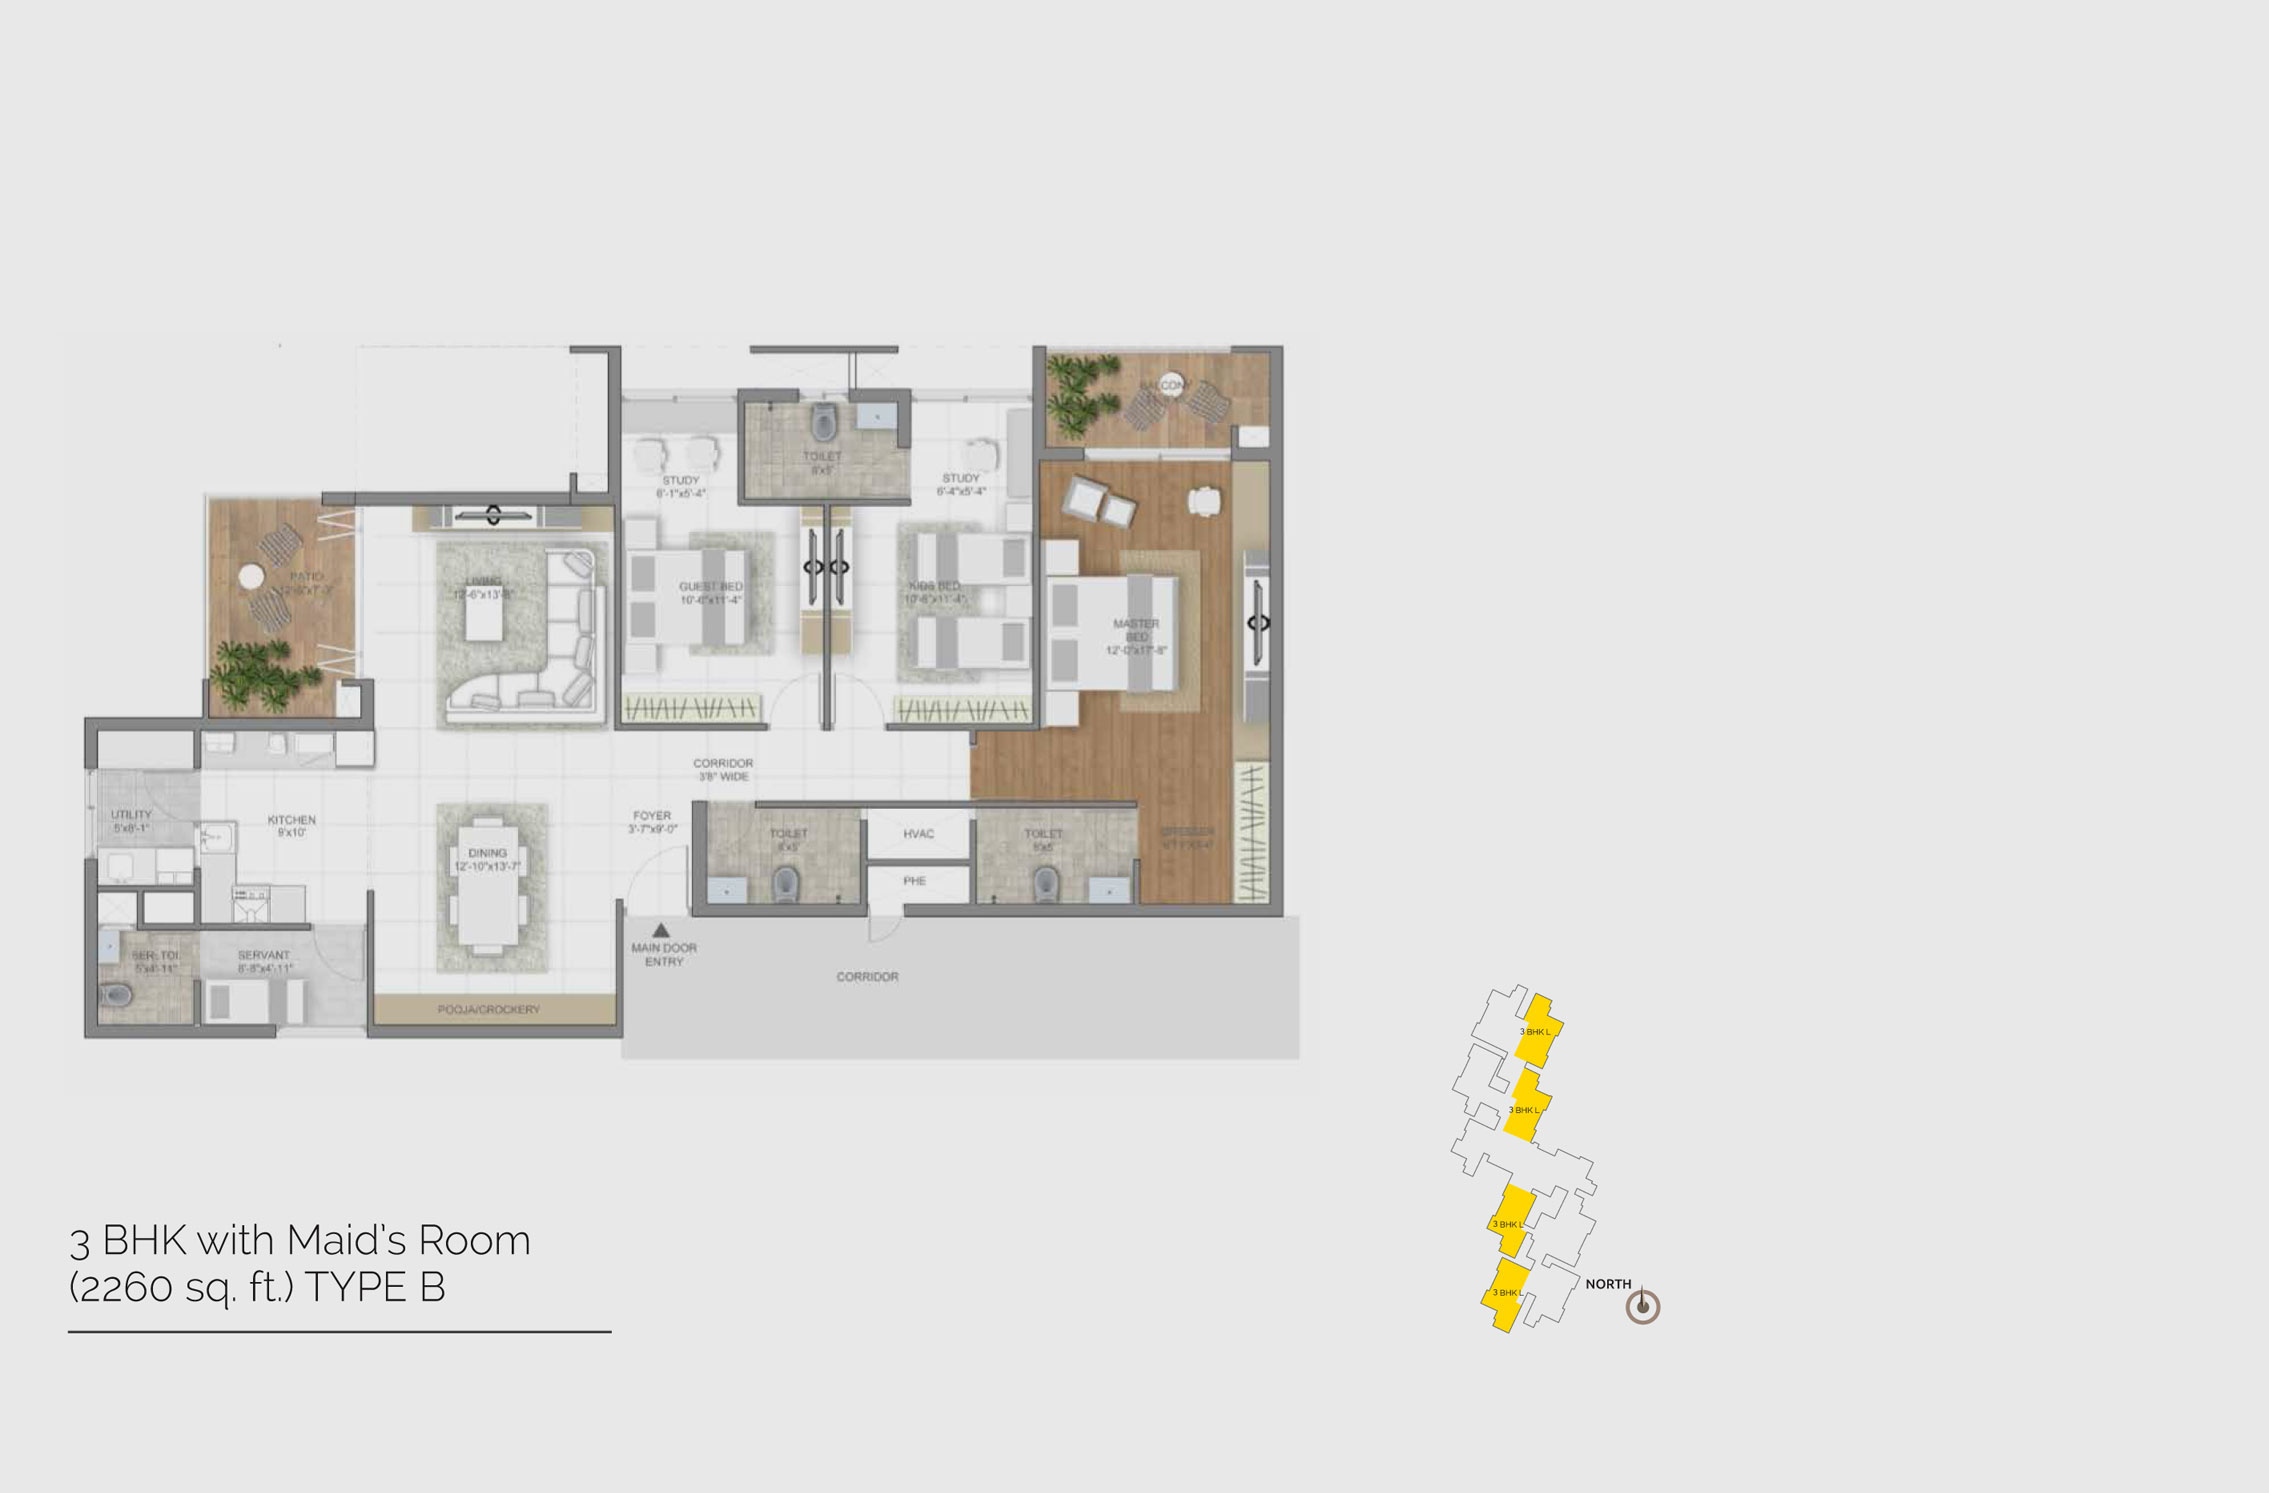 BALCONY
TOILET
8'x5'
STUDY
6'-1"x5'-4"
STUDY
6'-4"x5'-4"
PATIO
LIVING
12'-6"x13'-8"
GUEST BED
10'-6"x11'-4"
KIDS BED
10'-6"x11'-4"
MASTER
BED
12'-0"x17'-8"
CORRIDOR
3'8" WIDE
UTILITY
5'x8'-1"
KITCHEN
9'x10'
FOYER
3'-7"x9'-0"
DINING
12'-10"x13'-7"
TOILET
8'x5'
HVAC
PHE
TOILET
8'x5'
DRESSER
SER. TOI.
5'x4'-11"
SERVANT
8'-8"x4'-11"
MAIN DOOR
ENTRY
CORRIDOR
POOJA/CROCKERY
3 BHK L
3 BHK L
3 BHK L
3 BHK L
NORTH
3 BHK with Maid's Room
(2260 sq. ft.) TYPE B